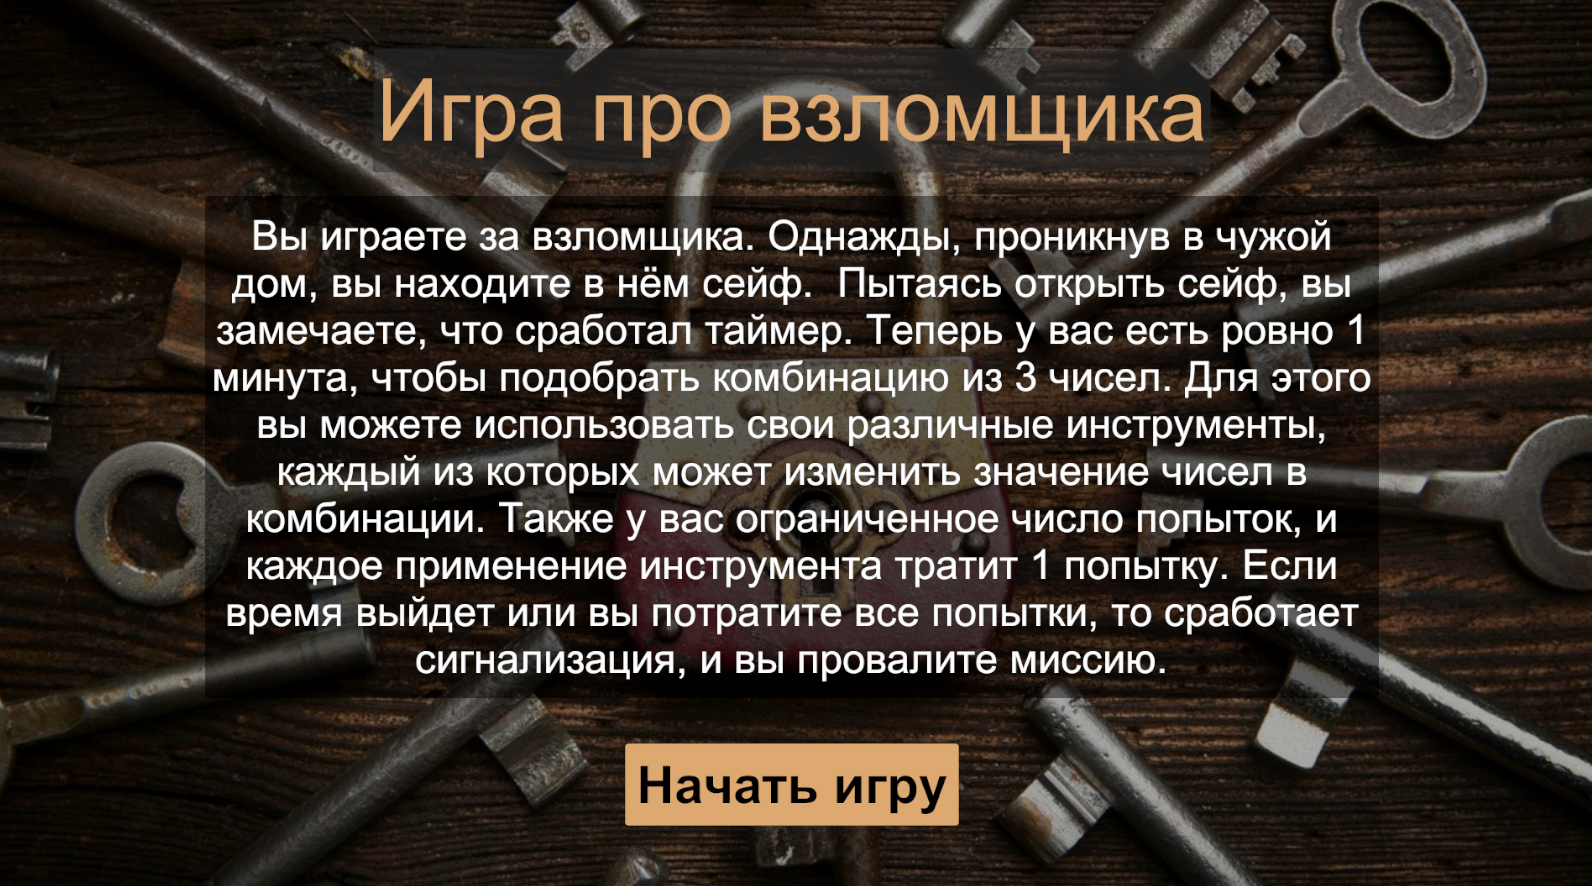 Игра про взломщика
Вы играете за взломщика. Однажды, проникнув в чужой
дом, вы находите в нём сейф.  Пытаясь открыть сейф, вы
замечаете, что сработал таймер. Теперь у вас есть ровно 1
минута, чтобы подобрать комбинацию из 3 чисел. Для этого
вы можете использовать свои различные инструменты,
каждый из которых может изменить значение чисел в
комбинации. Также у вас ограниченное число попыток, и
каждое применение инструмента тратит 1 попытку. Если
время выйдет или вы потратите все попытки, то сработает
сигнализация, и вы провалите миссию.
Начать игру